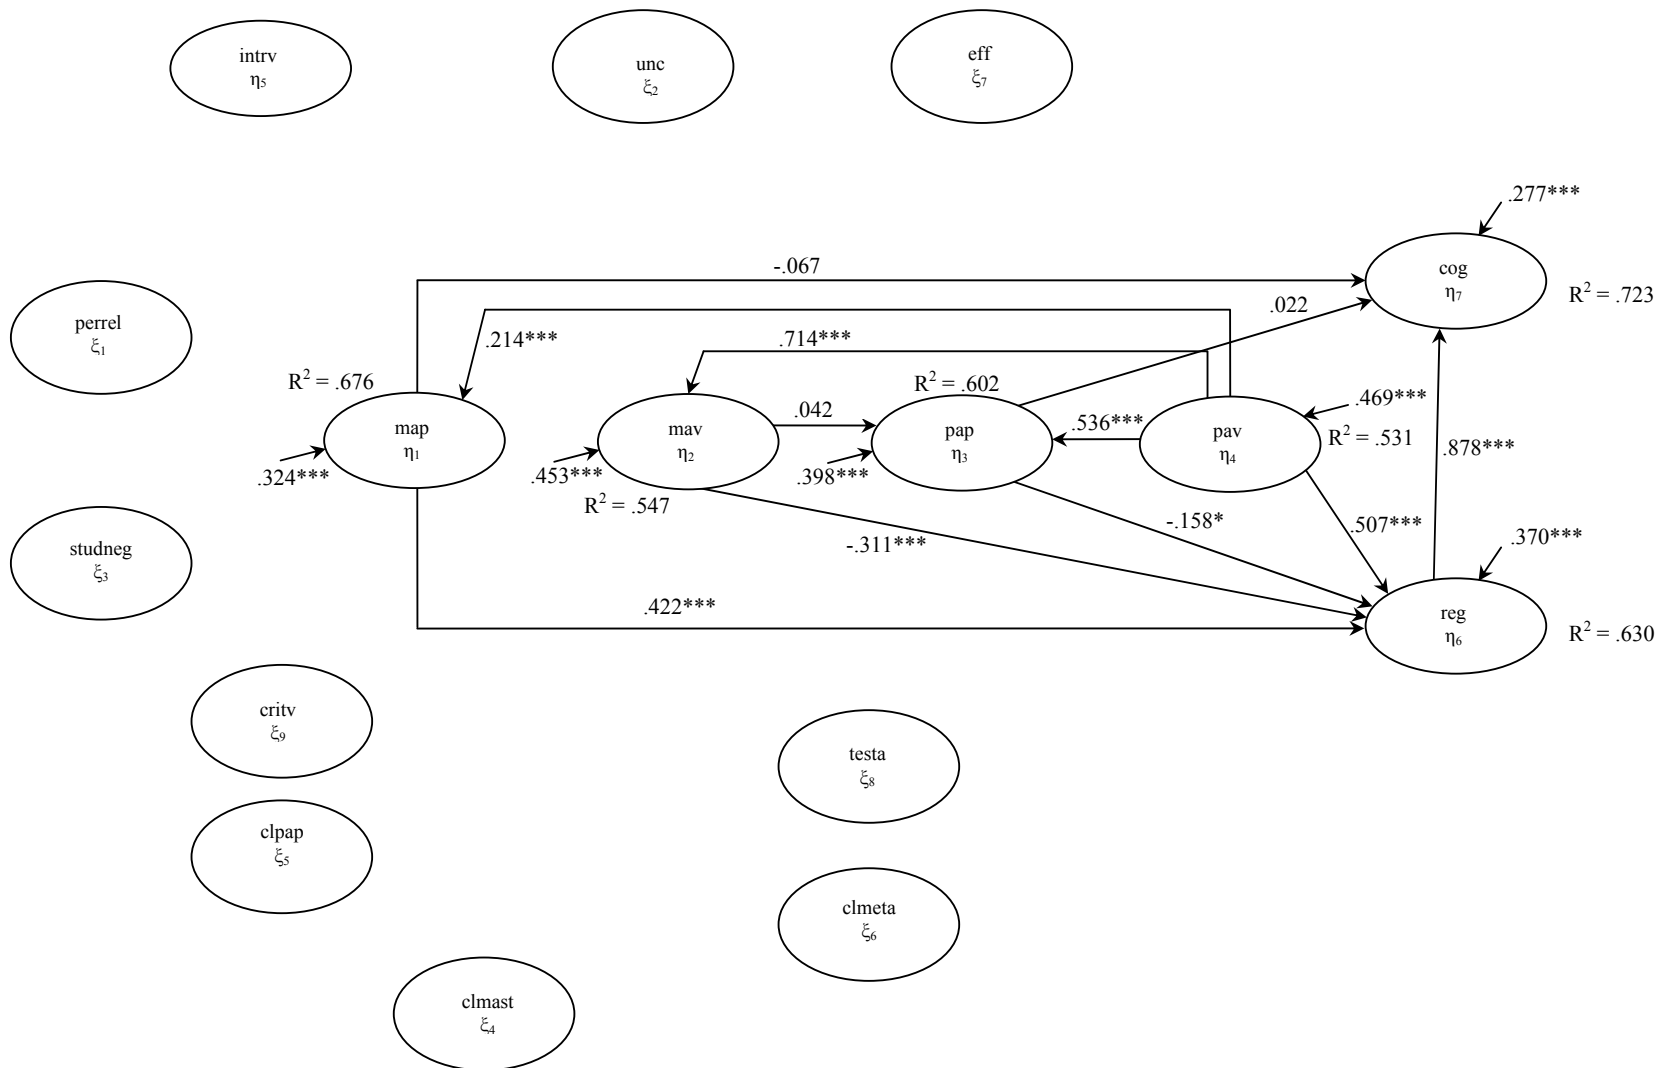 intrv
η5
unc
ξ2
eff
ξ7
.277***
cog
η7
R2 = .723
-.067
.022
perrel
ξ1
.214***
.714***
R2 = .676
R2 = .602
map
η1
.324***
mav
η2
.453***
R2 = .547
.042
pap
η3
.398***
.536***
pav
η4
.469***
R2 = .531
.878***
studneg
ξ3
-.311***
-.158*
.507***
.370***
.422***
reg
η6
R2 = .630
critv
ξ9
testa
ξ8
clpap
ξ5
clmeta
ξ6
clmast
ξ4